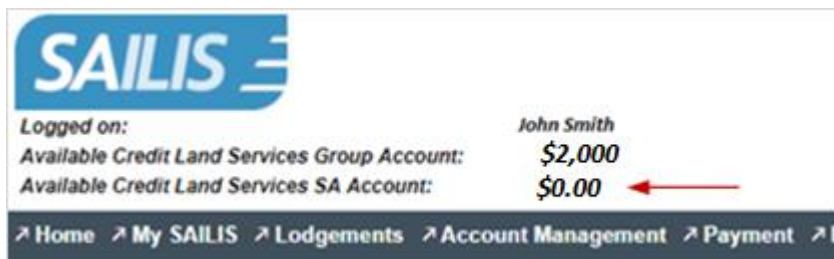 SAILIS
Logged on: John Smith
Available Credit Land Services Group Account: $2,000
Available Credit Land Services SA Account: $0.00
Home My SAILIS Lodgements Account Management Payment